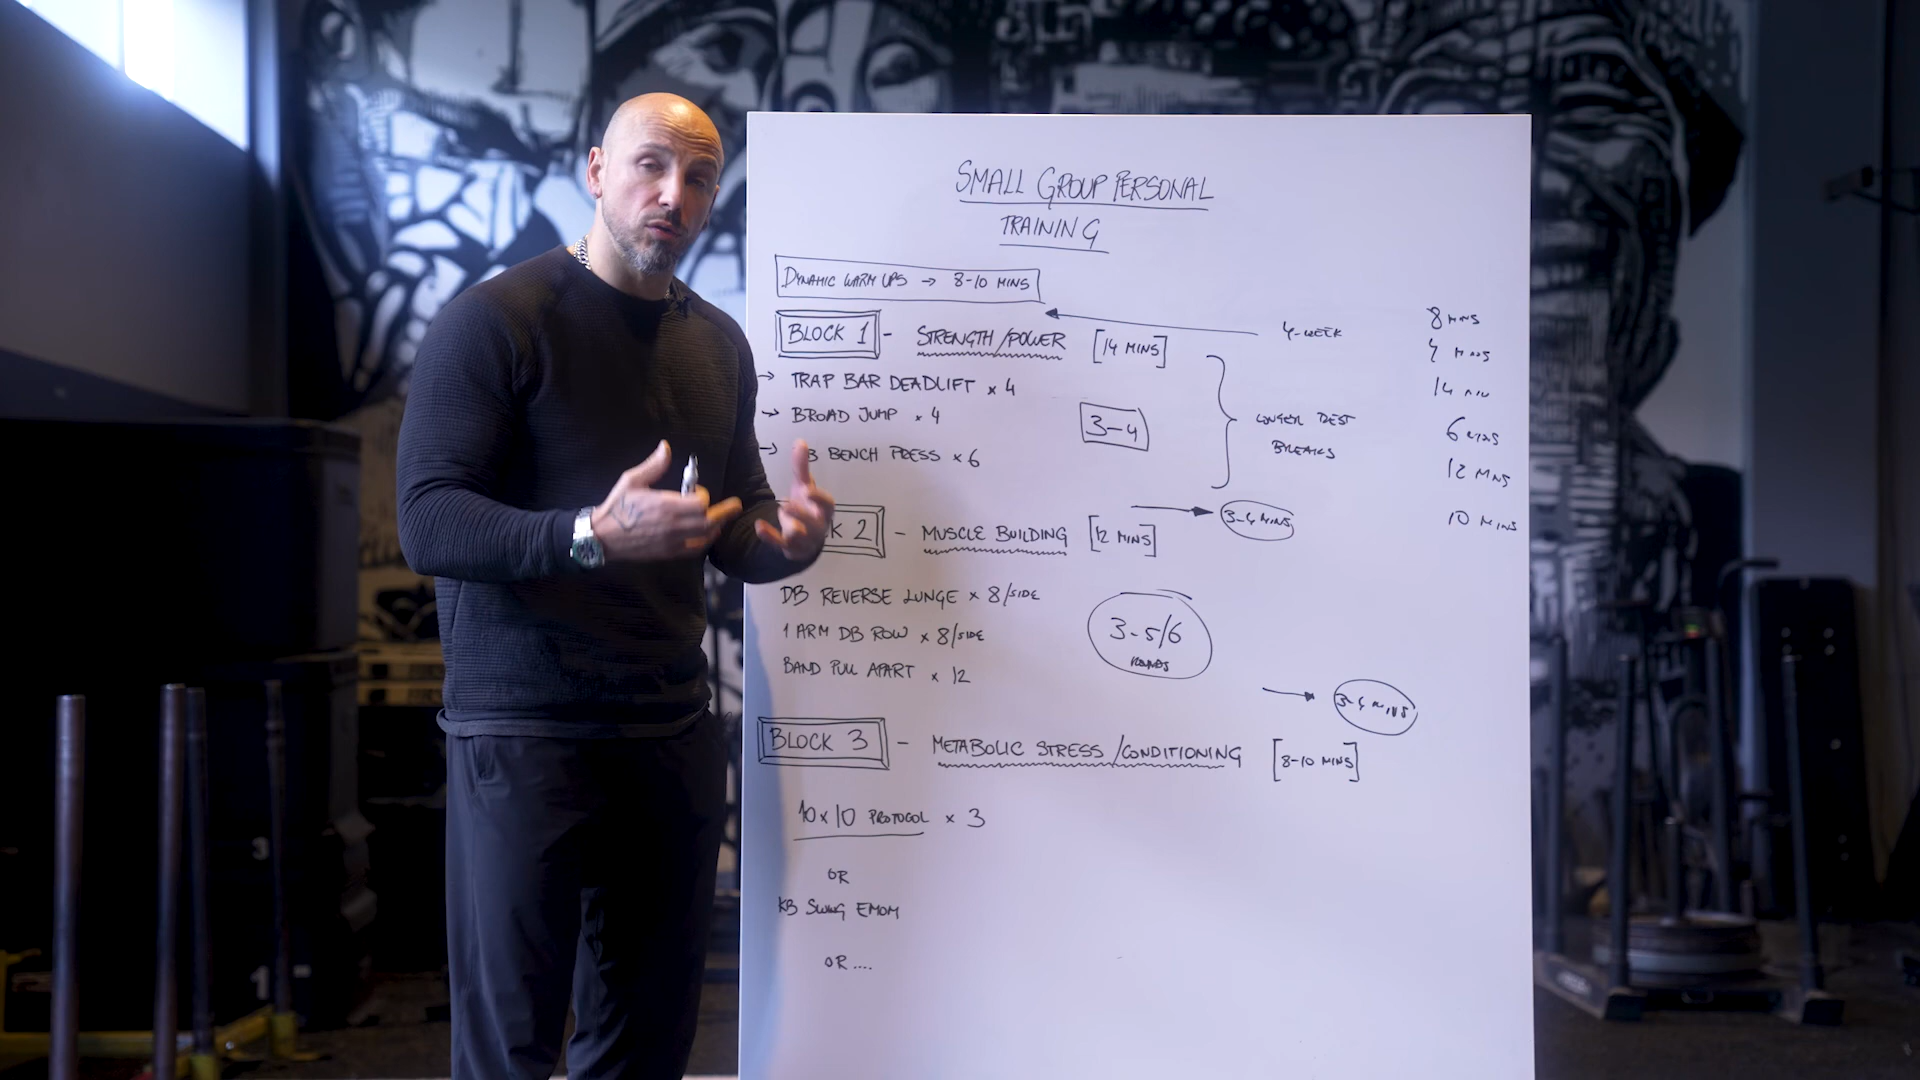 SMALL GROUP PERSONAL
TRAINING
DYNAMIC WARM UPS → 8-10 MINS
BLOCK 1 - STRENGTH/POWER [14 MINS]
→ TRAP BAR DEADLIFT x 4
→ BROAD JUMP x 4
→ B BENCH PRESS x 6
3-4
4-WEEK
LONGER REST
BREAKS
K 2 - MUSCLE BUILDING [12 MINS]
3-4 MINS
DB REVERSE LUNGE x 8/SIDE
1 ARM DB ROW x 8/SIDE
BAND PULL APART x 12
3-5/6
ROUNDS
3-4 MINS
BLOCK 3 - METABOLIC STRESS/CONDITIONING [8-10 MINS]
10x10 PROTOCOL x 3
OR
KB SWING EMOM
OR....
8 MINS
4 MINS
14 MIN
6 MINS
12 MINS
10 MINS
3
1